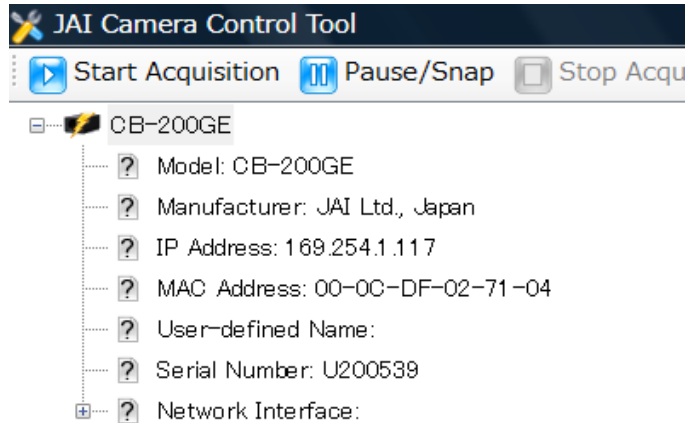 JAI Camera Control Tool
Start Acquisition Pause/Snap Stop Acqu
CB-200GE
Model: CB-200GE
Manufacturer: JAI Ltd., Japan
IP Address: 169.254.1.117
MAC Address: 00-0C-DF-02-71-04
User-defined Name:
Serial Number: U200539
Network Interface: